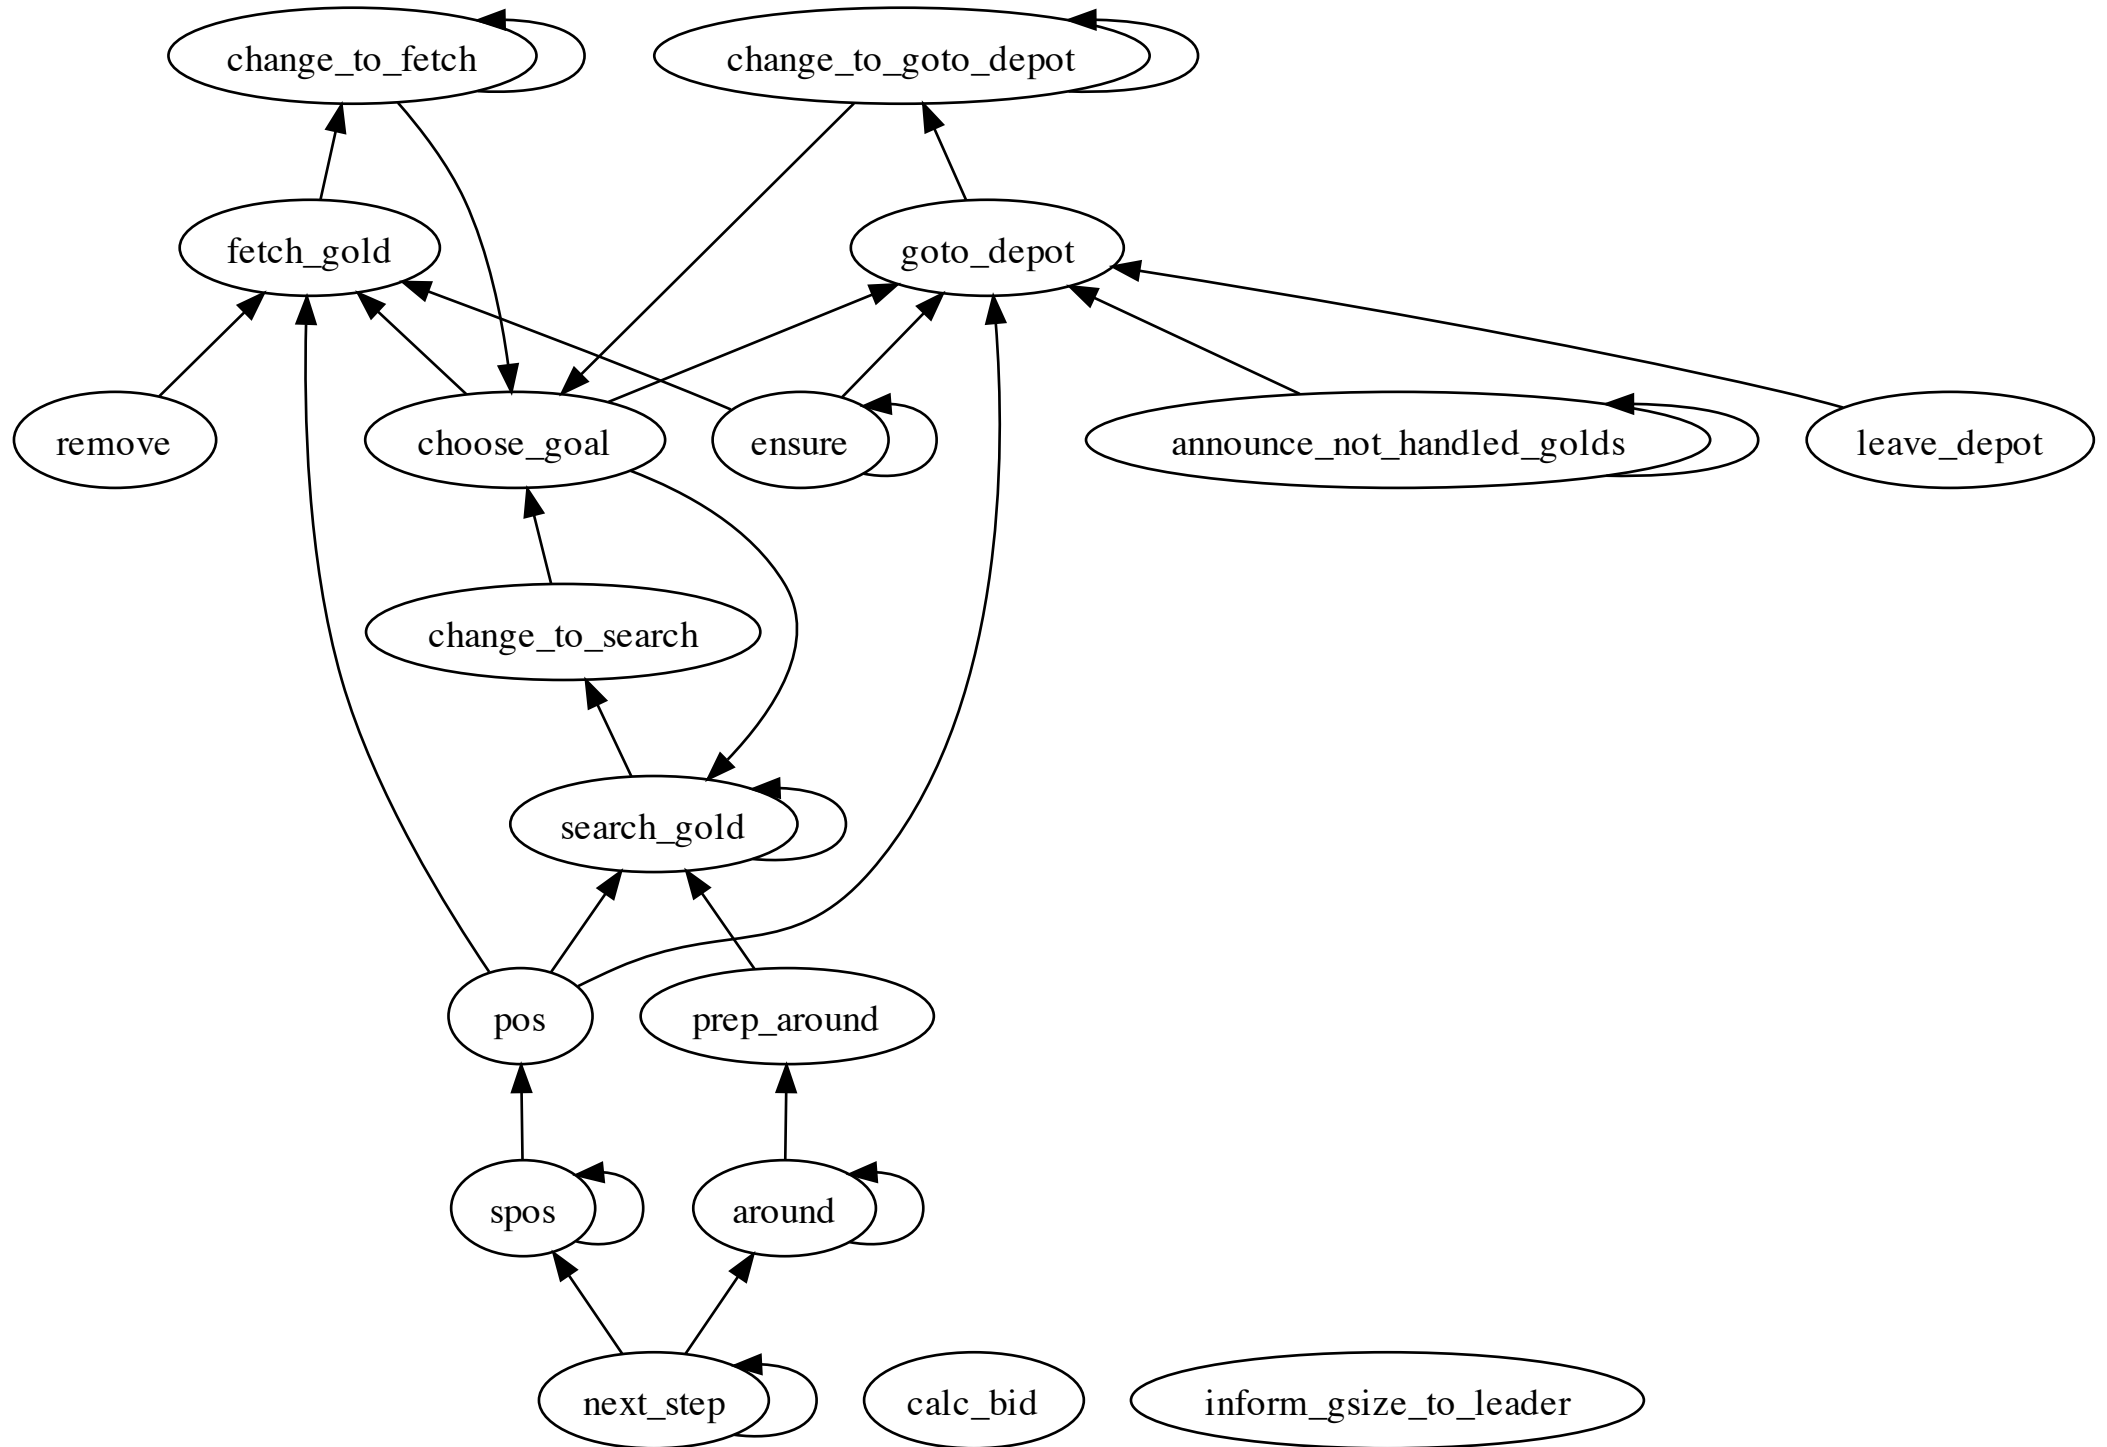 change_to_fetch
change_to_goto_depot
fetch_gold
goto_depot
remove
choose_goal
ensure
announce_not_handled_golds
leave_depot
change_to_search
search_gold
pos
prep_around
spos
around
next_step
calc_bid
inform_gsize_to_leader